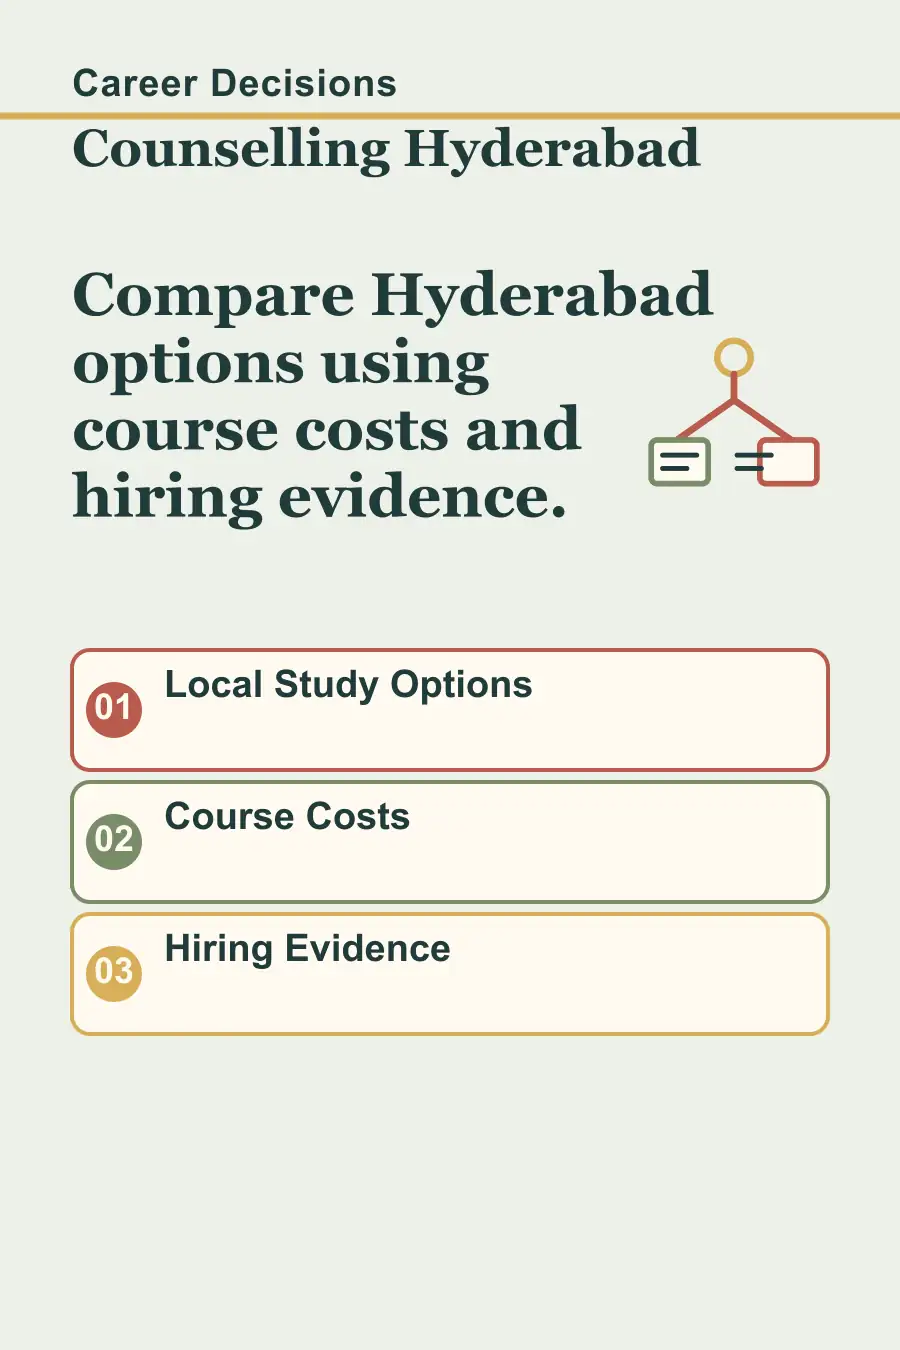 Career Decisions
Counselling Hyderabad
Compare Hyderabad
options using
course costs and
hiring evidence.
01
Local Study Options
02
Course Costs
03
Hiring Evidence